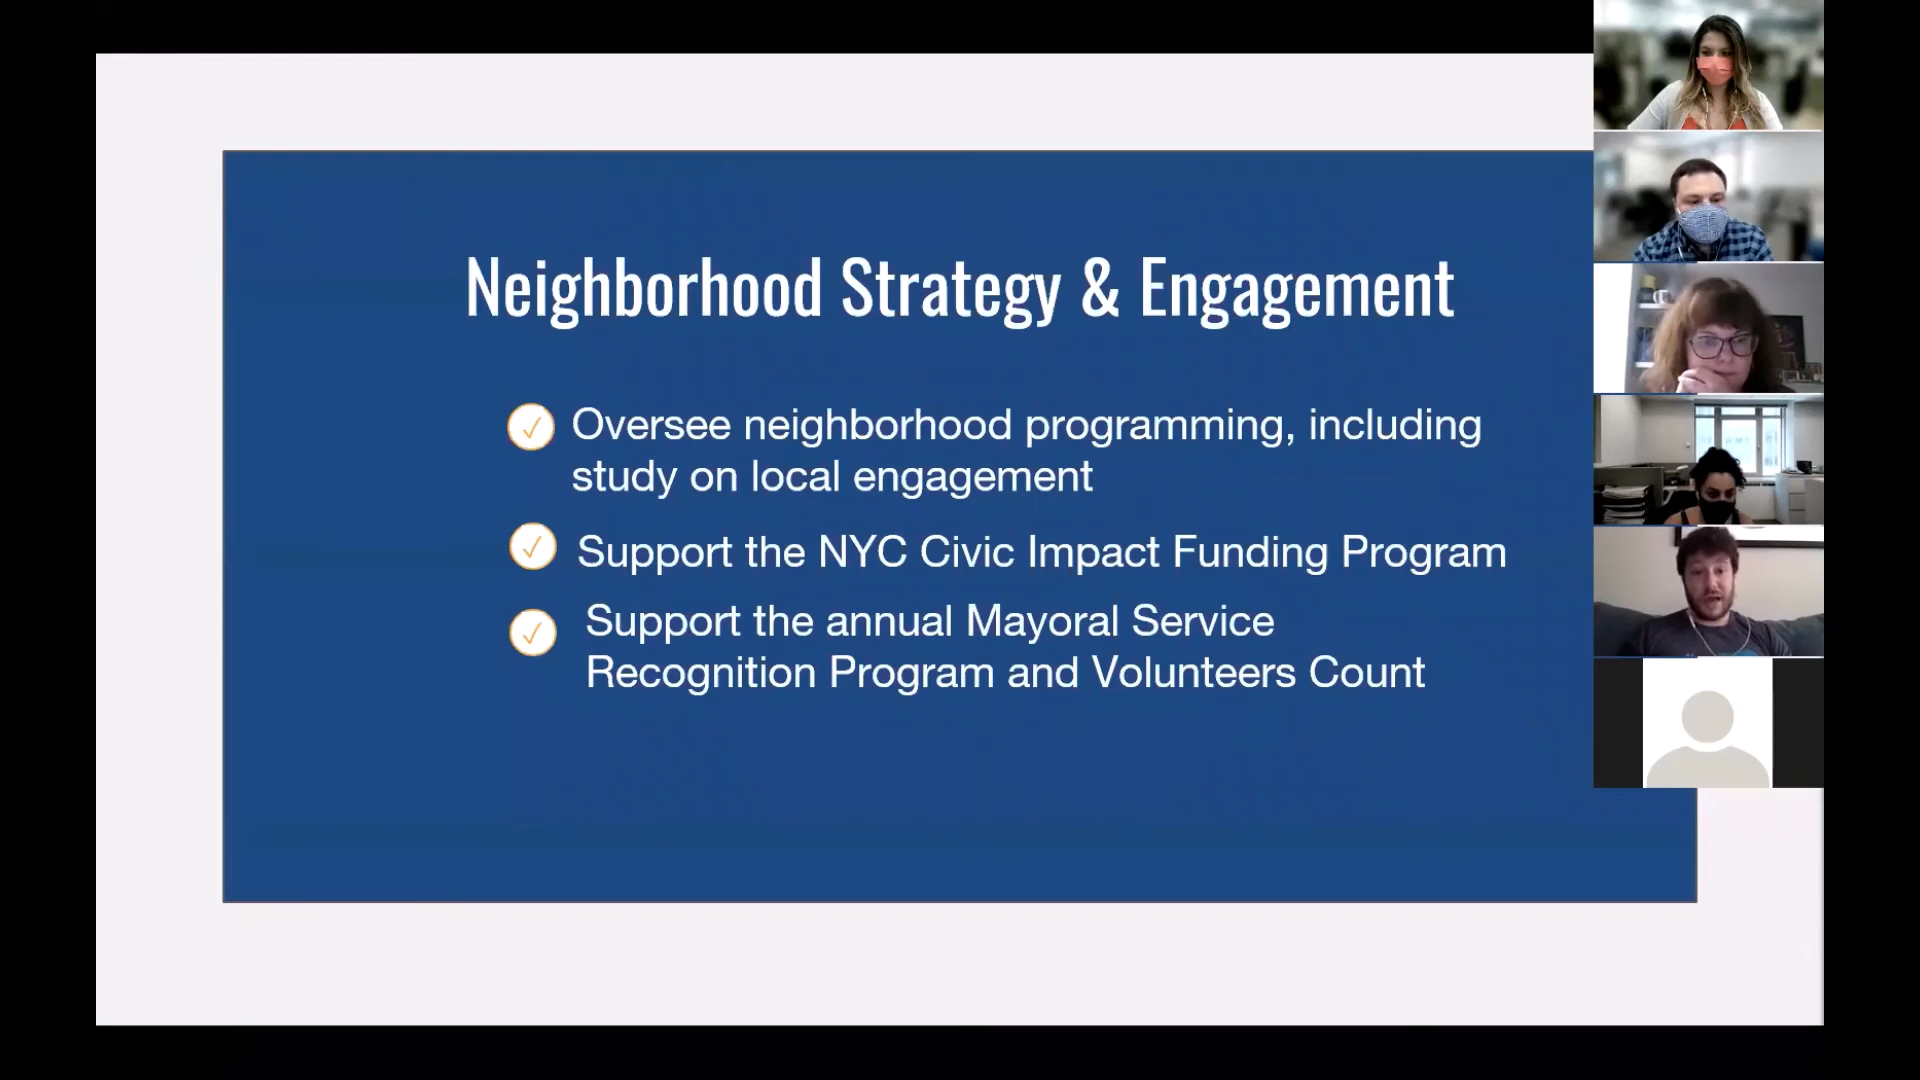 Neighborhood Strategy & Engagement
Oversee neighborhood programming, including
study on local engagement
Support the NYC Civic Impact Funding Program
Support the annual Mayoral Service
Recognition Program and Volunteers Count